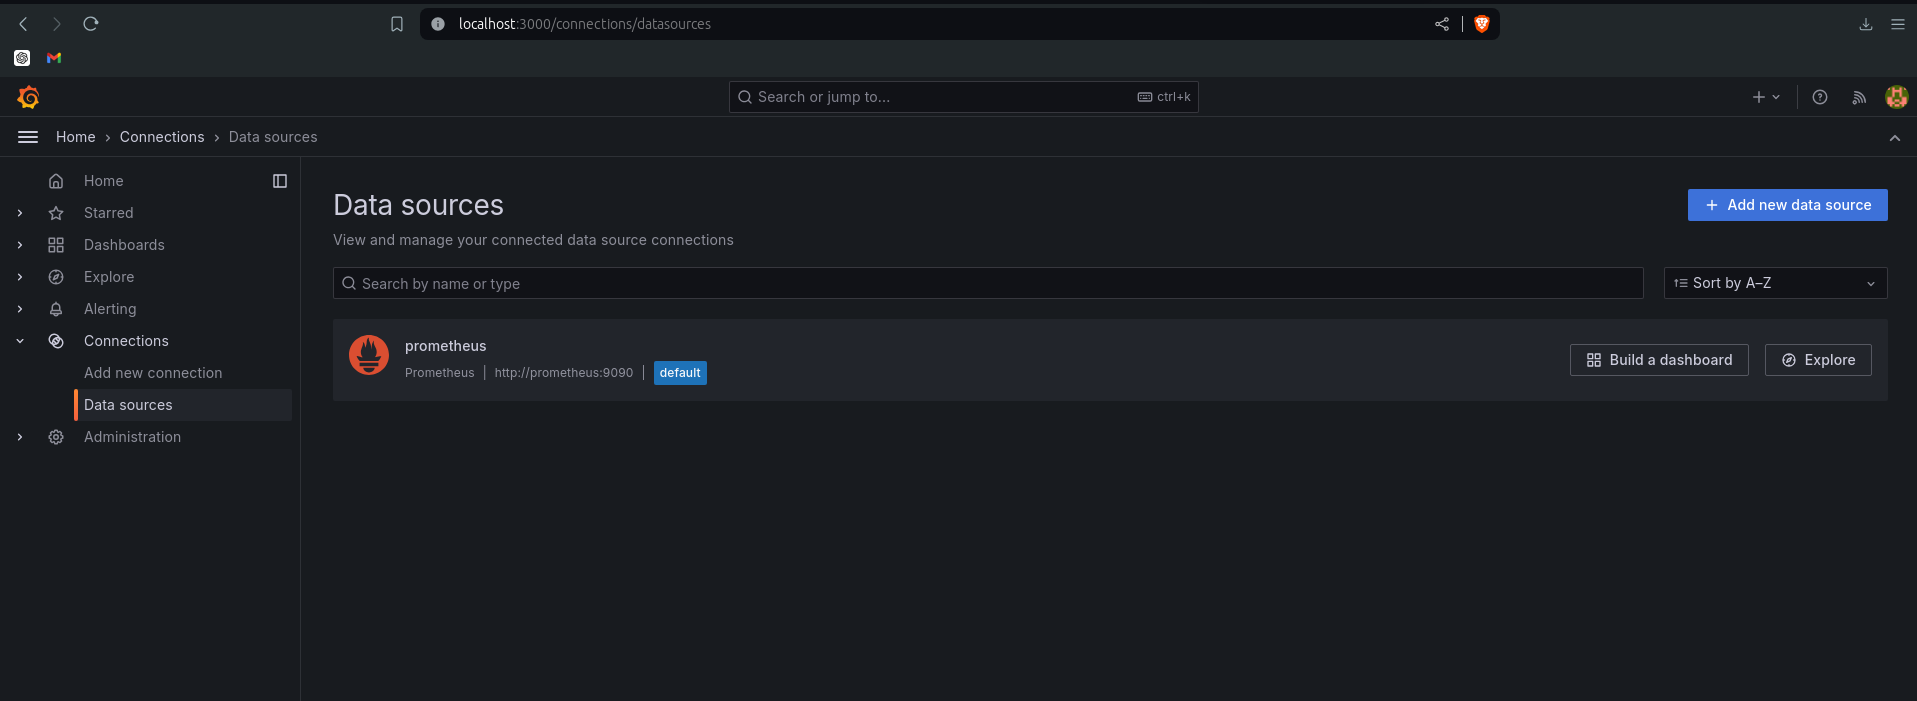 localhost:3000/connections/datasources
Search or jump to...
ctrl+k
Home › Connections › Data sources
Home
Starred
Dashboards
Explore
Alerting
Connections
Add new connection
Data sources
Administration
Data sources
Add new data source
View and manage your connected data source connections
Search by name or type
Sort by A–Z
prometheus
Prometheus | http://prometheus:9090 | default
Build a dashboard
Explore